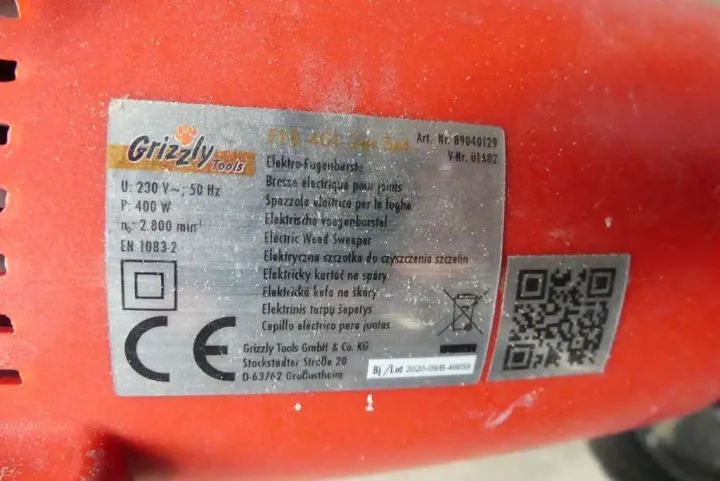 Grizzly Tools
Art. Nr. 89040129
V-Nr. 01A82
U: 230 V~; 50 Hz
P: 400 W
n₀: 2.800 min⁻¹
EN 1083-2
Elektro-Fugenbürste
Bresse électrique pour joints
Spazzola elettrica per le fughe
Elektrische voegenborstel
Electric Weed Sweeper
Elektryczna szczotka do czyszczenia szczelin
Elektrický kartáč na spáry
Elektrická kefa na škáry
Elektrinis tarpų šepetys
Cepillo eléctrico para juntas
CE
Grizzly Tools GmbH & Co. KG
Stockstädter Straße 20
D-63762 Großostheim
Bj./Lot 2020-09/B-46658